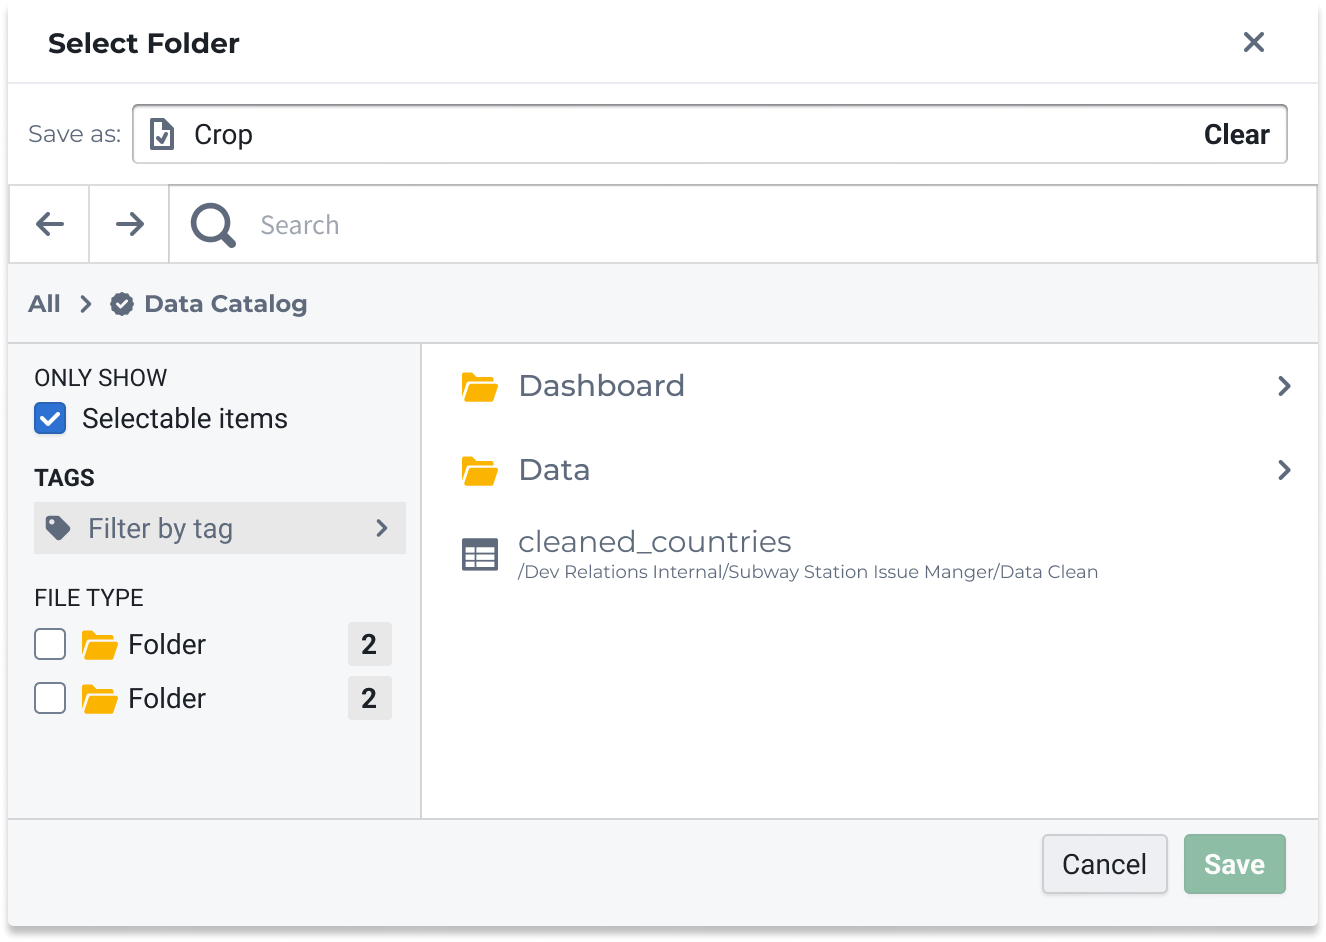 Select Folder
Save as:
Crop
Clear
Search
All
Data Catalog
ONLY SHOW
Selectable items
TAGS
Filter by tag
FILE TYPE
Folder 2
Folder 2
Dashboard
Data
cleaned_countries
/Dev Relations Internal/Subway Station Issue Manger/Data Clean
Cancel
Save